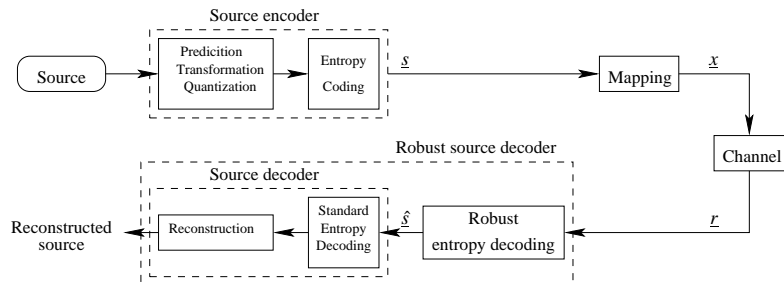 Source encoder
Source
Predicition
Transformation
Quantization
Entropy
Coding
s
Mapping
x
Channel
Robust source decoder
Source decoder
Reconstructed
source
Reconstruction
Standard
Entropy
Decoding
ŝ
Robust
entropy decoding
r